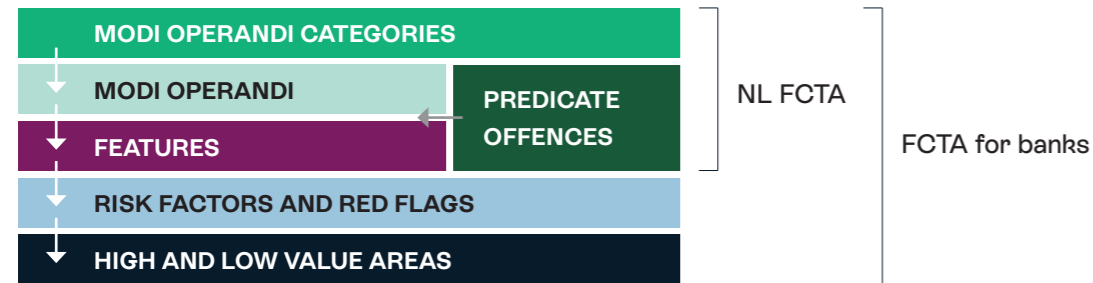 MODI OPERANDI CATEGORIES
MODI OPERANDI
PREDICATE
OFFENCES
FEATURES
RISK FACTORS AND RED FLAGS
HIGH AND LOW VALUE AREAS
NL FCTA
FCTA for banks